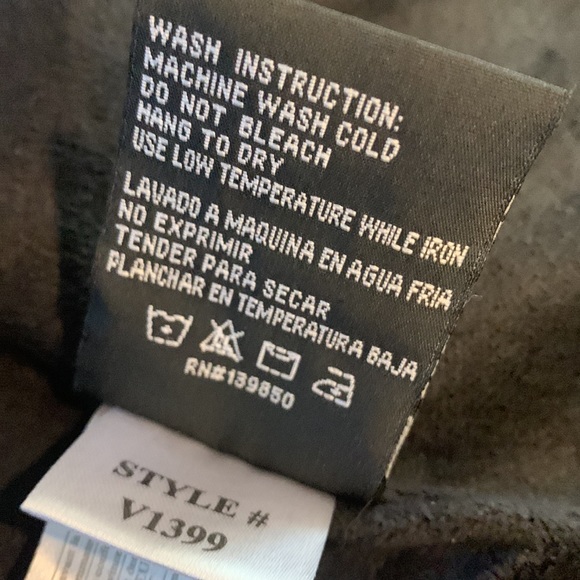 WASH INSTRUCTION:
MACHINE WASH COLD
DO NOT BLEACH
HANG TO DRY
USE LOW TEMPERATURE WHILE IRON
LAVADO A MAQUINA EN AGUA FRIA
NO EXPRIMIR
TENDER PARA SECAR
PLANCHAR EN TEMPERATURA BAJA
RN#139650
STYLE #
V1399